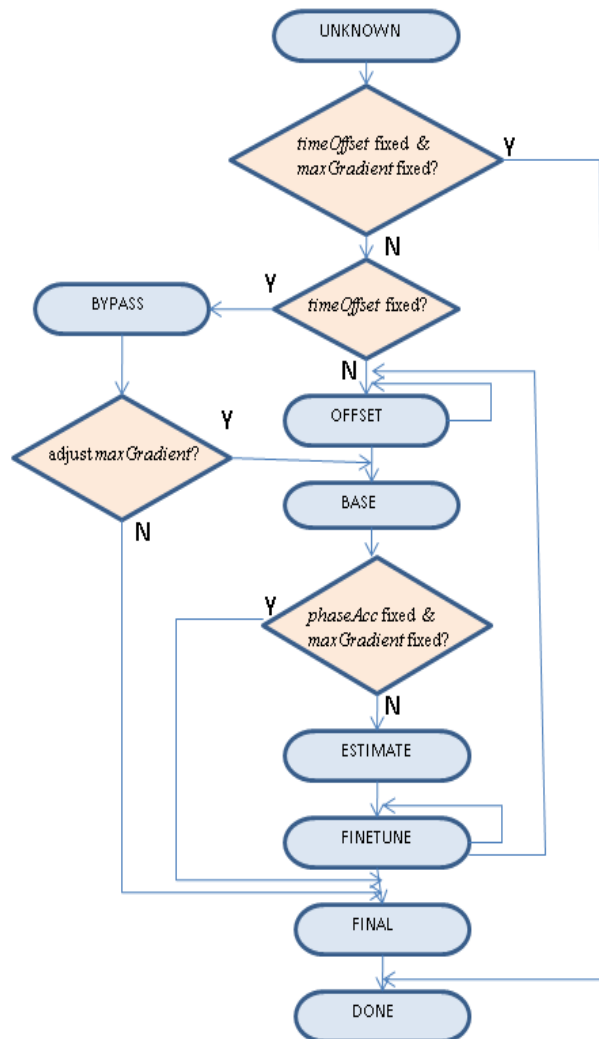 UNKNOWN
timeOffset fixed &
maxGradient fixed?
Y
N
Y
timeOffset fixed?
BYPASS
N
OFFSET
Y
adjust maxGradient?
BASE
N
Y
phaseAcc fixed &
maxGradient fixed?
N
ESTIMATE
FINETUNE
FINAL
DONE